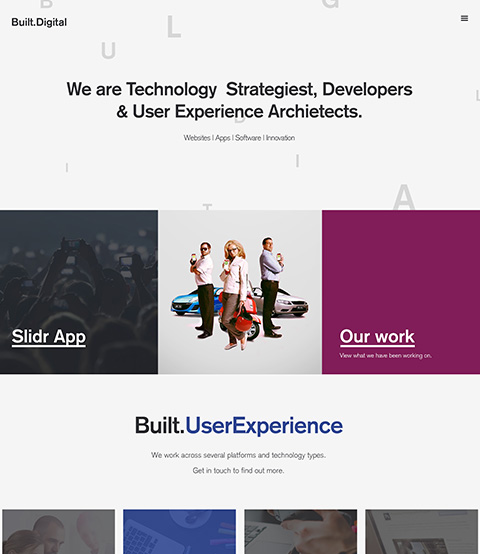 B
G
L
Built.Digital
U
We are Technology Strategiest, Developers
& User Experience Archietects.
Websites | Apps | Software | Innovation
D
L
I
I
A
T
Slidr App
Our work
View what we have been working on.
Built.UserExperience
We work across several platforms and technology types.
Get in touch to find out more.